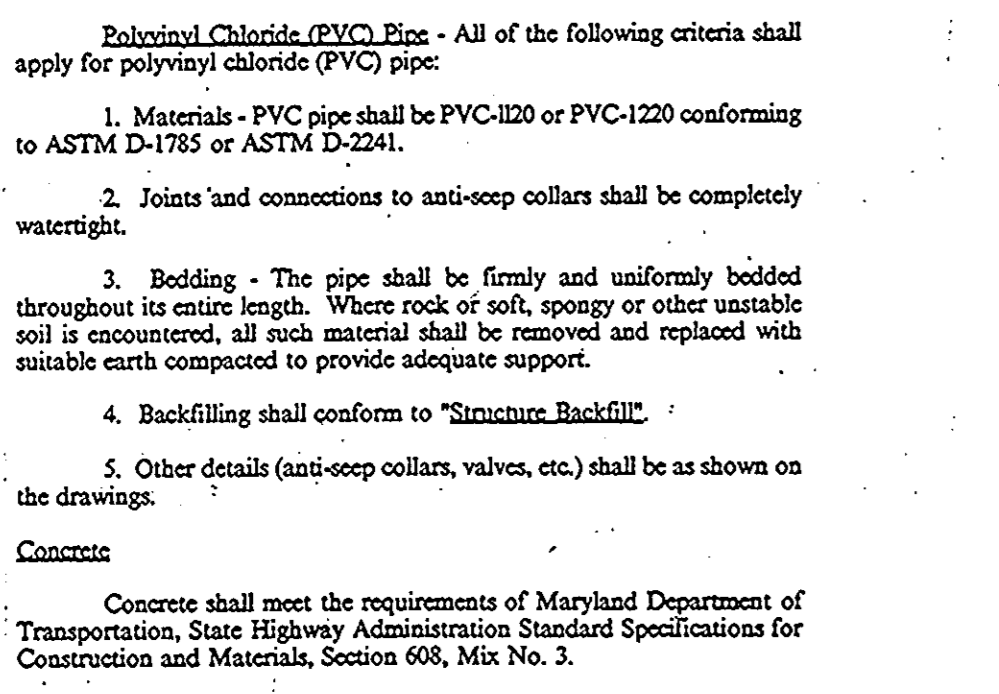 Polyvinyl Chloride (PVC) Pipe - All of the following criteria shall
apply for polyvinyl chloride (PVC) pipe:
1. Materials - PVC pipe shall be PVC-1120 or PVC-1220 conforming
to ASTM D-1785 or ASTM D-2241.
2. Joints and connections to anti-seep collars shall be completely
watertight.
3. Bedding - The pipe shall be firmly and uniformly bedded
throughout its entire length. Where rock or soft, spongy or other unstable
soil is encountered, all such material shall be removed and replaced with
suitable earth compacted to provide adequate support.
4. Backfilling shall conform to "Structure Backfill".
5. Other details (anti-seep collars, valves, etc.) shall be as shown on
the drawings.
Concrete
Concrete shall meet the requirements of Maryland Department of
Transportation, State Highway Administration Standard Specifications for
Construction and Materials, Section 608, Mix No. 3.